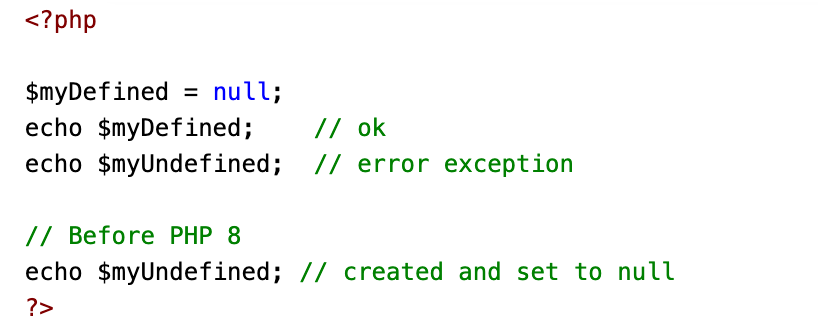 <?php
$myDefined = null;
echo $myDefined;    // ok
echo $myUndefined;  // error exception
// Before PHP 8
echo $myUndefined; // created and set to null
?>